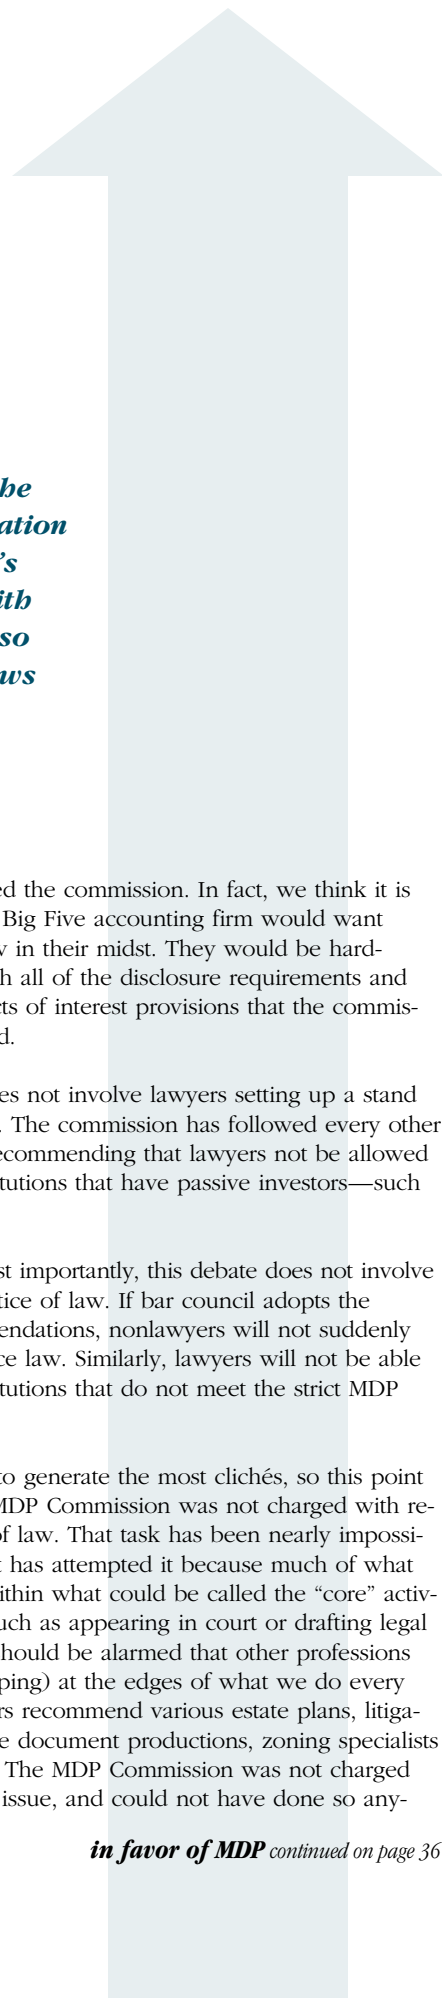 he
ation
’s
ith
so
ws
ed the commission. In fact, we think it is
Big Five accounting firm would want
w in their midst. They would be hard-
h all of the disclosure requirements and
cts of interest provisions that the commis-
d.
es not involve lawyers setting up a stand
. The commission has followed every other
ecommending that lawyers not be allowed
tutions that have passive investors—such
st importantly, this debate does not involve
tice of law. If bar council adopts the
endations, nonlawyers will not suddenly
ce law. Similarly, lawyers will not be able
tutions that do not meet the strict MDP
to generate the most clichés, so this point
MDP Commission was not charged with re-
of law. That task has been nearly impossi-
t has attempted it because much of what
ithin what could be called the “core” activ-
uch as appearing in court or drafting legal
should be alarmed that other professions
ping) at the edges of what we do every
rs recommend various estate plans, litiga-
e document productions, zoning specialists
. The MDP Commission was not charged
issue, and could not have done so any-
in favor of MDP continued on page 36